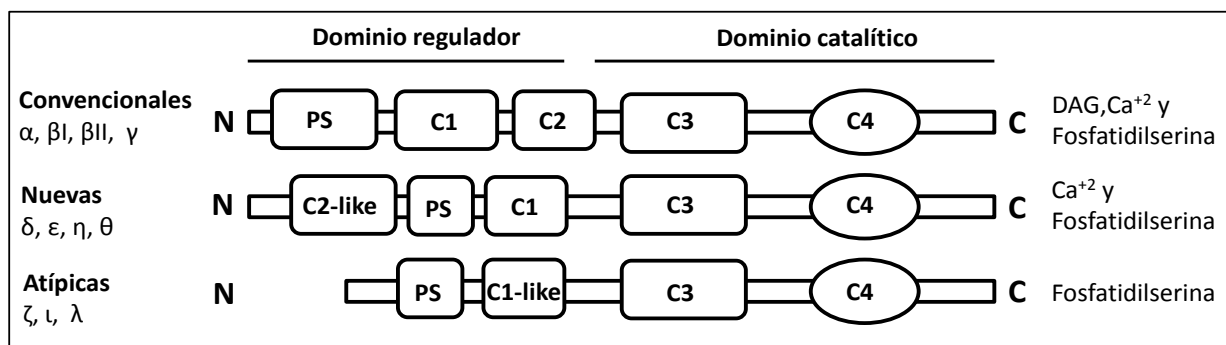 Dominio regulador Dominio catalítico
Convencionales
α, βI, βII, γ
N PS C1 C2 C3 C4 C
DAG,Ca+2 y
Fosfatidilserina
Nuevas
δ, ε, η, θ
N C2-like PS C1 C3 C4 C
Ca+2 y
Fosfatidilserina
Atípicas
ζ, ι, λ
N PS C1-like C3 C4 C
Fosfatidilserina